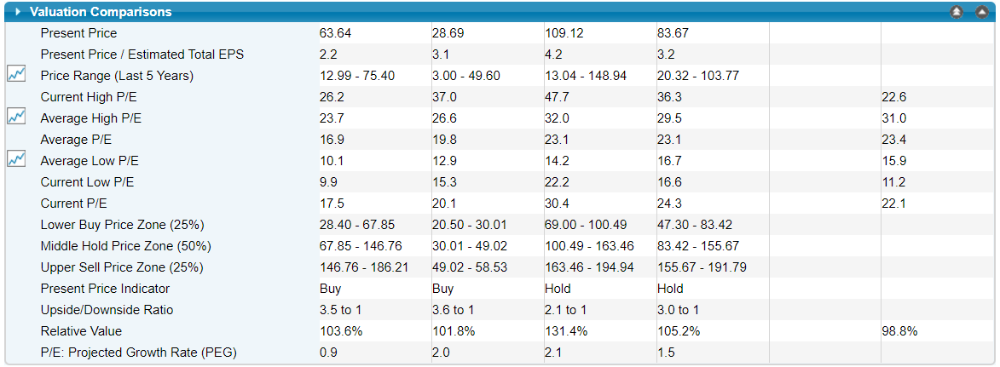 Valuation Comparisons
Present Price 63.64 28.69 109.12 83.67
Present Price / Estimated Total EPS 2.2 3.1 4.2 3.2
Price Range (Last 5 Years) 12.99 - 75.40 3.00 - 49.60 13.04 - 148.94 20.32 - 103.77
Current High P/E 26.2 37.0 47.7 36.3 22.6
Average High P/E 23.7 26.6 32.0 29.5 31.0
Average P/E 16.9 19.8 23.1 23.1 23.4
Average Low P/E 10.1 12.9 14.2 16.7 15.9
Current Low P/E 9.9 15.3 22.2 16.6 11.2
Current P/E 17.5 20.1 30.4 24.3 22.1
Lower Buy Price Zone (25%) 28.40 - 67.85 20.50 - 30.01 69.00 - 100.49 47.30 - 83.42
Middle Hold Price Zone (50%) 67.85 - 146.76 30.01 - 49.02 100.49 - 163.46 83.42 - 155.67
Upper Sell Price Zone (25%) 146.76 - 186.21 49.02 - 58.53 163.46 - 194.94 155.67 - 191.79
Present Price Indicator Buy Buy Hold Hold
Upside/Downside Ratio 3.5 to 1 3.6 to 1 2.1 to 1 3.0 to 1
Relative Value 103.6% 101.8% 131.4% 105.2% 98.8%
P/E: Projected Growth Rate (PEG) 0.9 2.0 2.1 1.5